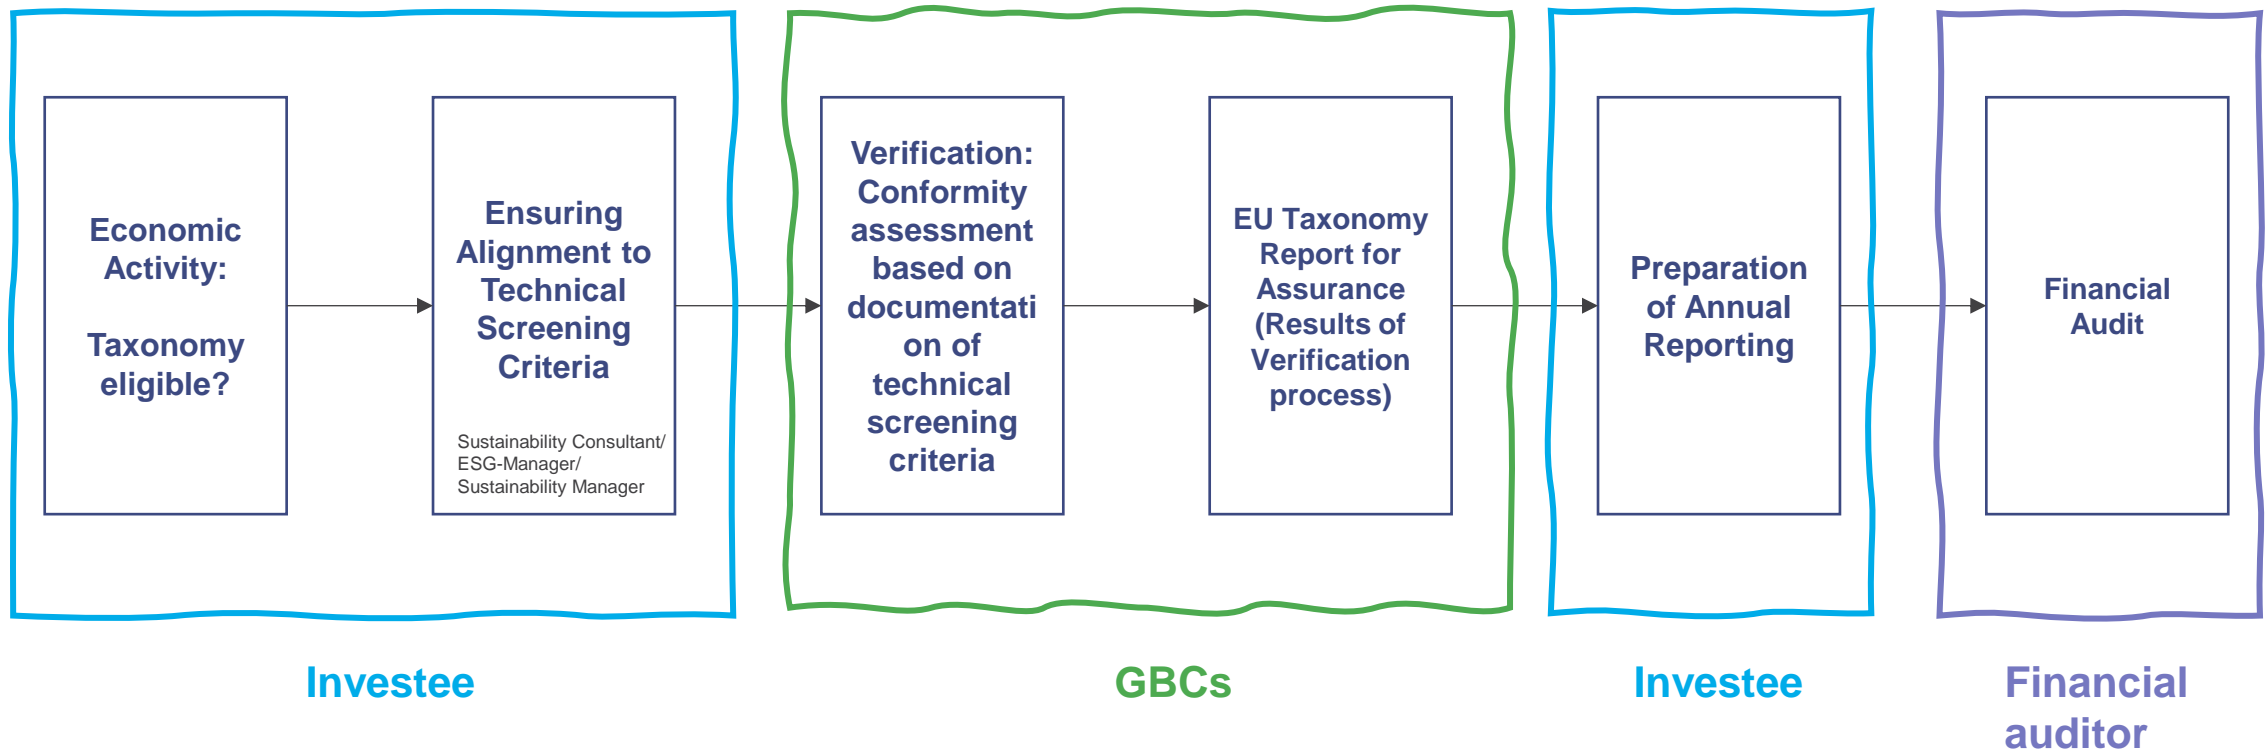 Economic
Activity:
Taxonomy
eligible?
Ensuring
Alignment to
Technical
Screening
Criteria
Sustainability Consultant/
ESG-Manager/
Sustainability Manager
Verification:
Conformity
assessment
based on
documentati
on of
technical
screening
criteria
EU Taxonomy
Report for
Assurance
(Results of
Verification
process)
Preparation
of Annual
Reporting
Financial
Audit
Investee
GBCs
Investee
Financial
auditor